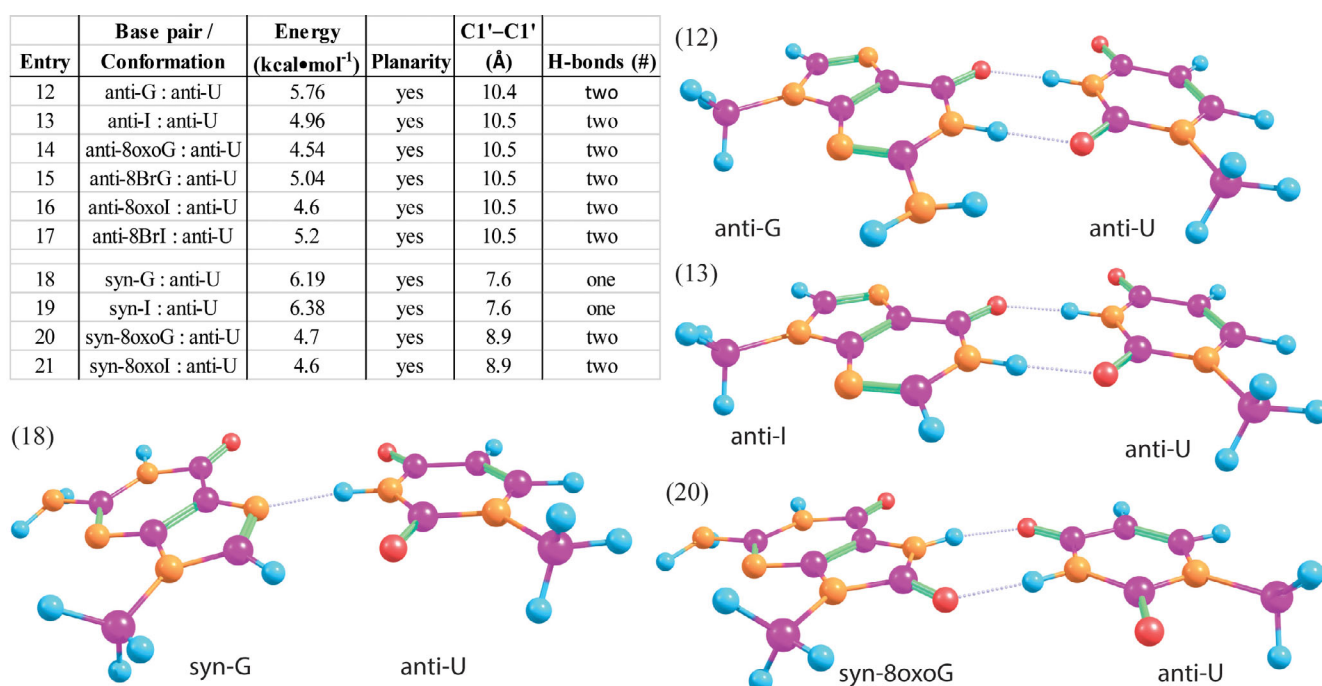 Base pair / Energy C1'–C1'
Entry Conformation (kcal•mol-1) Planarity (Å) H-bonds (#)
12 anti-G : anti-U 5.76 yes 10.4 two
13 anti-I : anti-U 4.96 yes 10.5 two
14 anti-8oxoG : anti-U 4.54 yes 10.5 two
15 anti-8BrG : anti-U 5.04 yes 10.5 two
16 anti-8oxoI : anti-U 4.6 yes 10.5 two
17 anti-8BrI : anti-U 5.2 yes 10.5 two
18 syn-G : anti-U 6.19 yes 7.6 one
19 syn-I : anti-U 6.38 yes 7.6 one
20 syn-8oxoG : anti-U 4.7 yes 8.9 two
21 syn-8oxoI : anti-U 4.6 yes 8.9 two
(12)
anti-G anti-U
(13)
anti-I anti-U
(18)
syn-G anti-U
(20)
syn-8oxoG anti-U